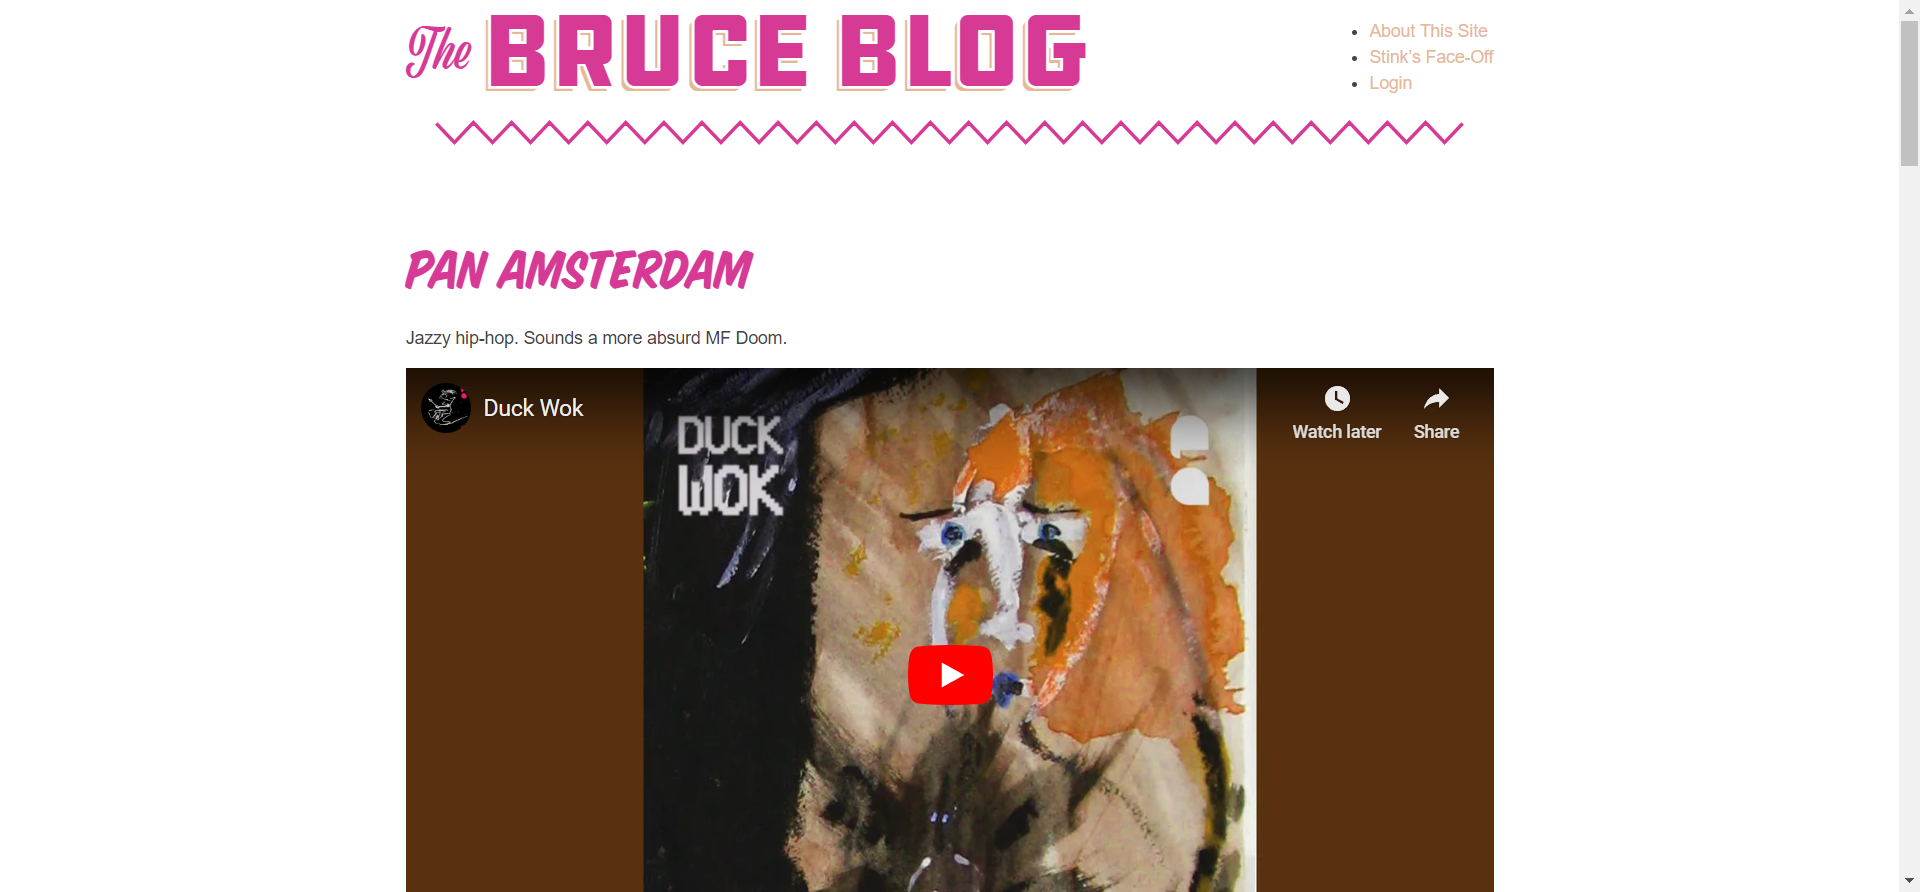 The BRUCE BLOG
About This Site
Stink's Face-Off
Login
PAN AMSTERDAM
Jazzy hip-hop. Sounds a more absurd MF Doom.
Duck Wok
Watch later
Share
DUCK
WOK